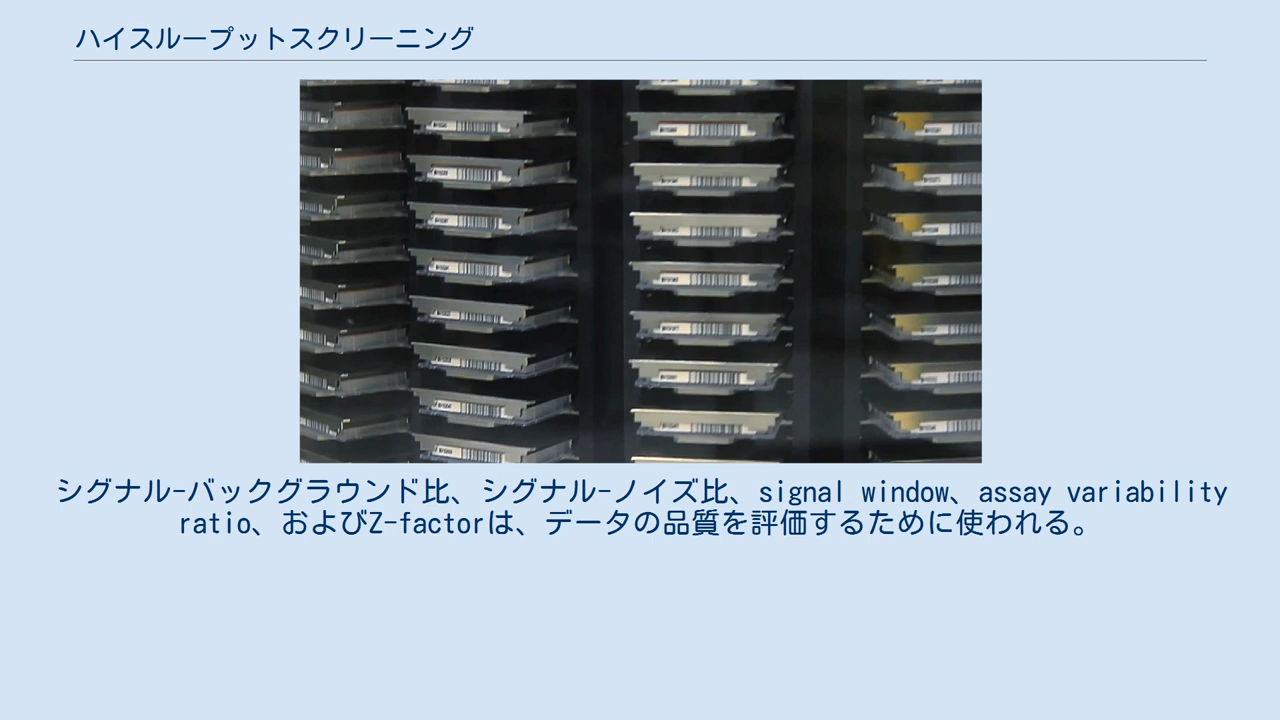 ハイスループットスクリーニング
シグナル-バックグラウンド比、シグナル-ノイズ比、signal window、assay variability
ratio、およびZ-factorは、データの品質を評価するために使われる。